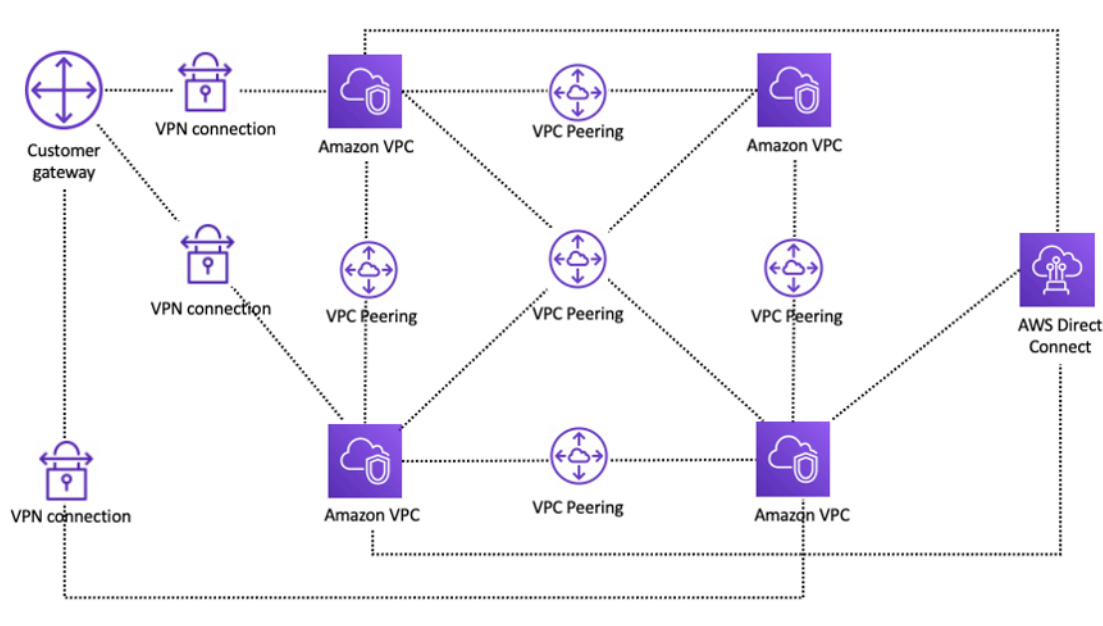 VPN connection
VPC Peering
Amazon VPC
Amazon VPC
Customer
gateway
VPN connection
VPC Peering
VPC Peering
VPC Peering
AWS Direct
Connect
VPN connection
Amazon VPC
VPC Peering
Amazon VPC